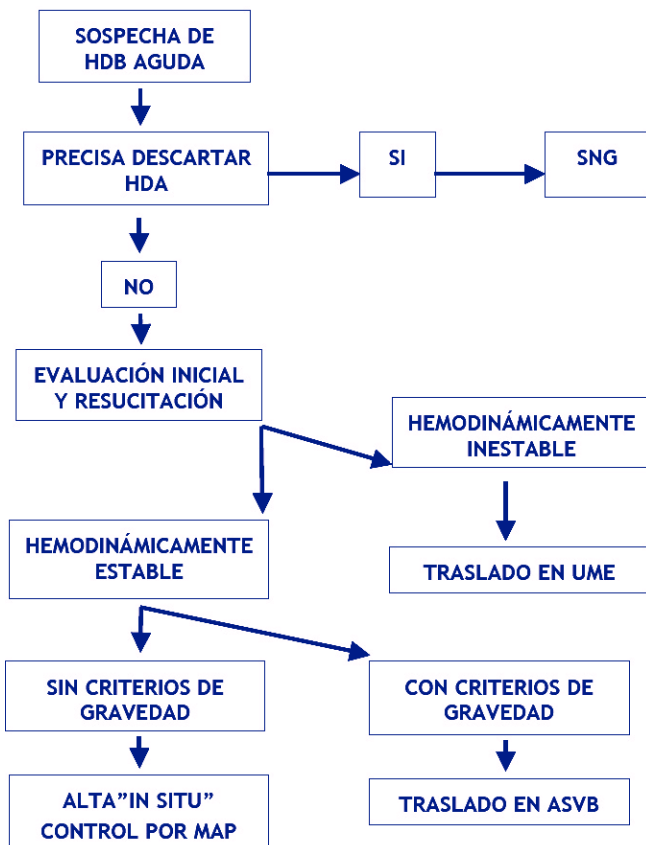 SOSPECHA DE
HDB AGUDA
PRECISA DESCARTAR
HDA
SI
SNG
NO
EVALUACIÓN INICIAL
Y RESUCITACIÓN
HEMODINÁMICAMENTE
INESTABLE
HEMODINÁMICAMENTE
ESTABLE
TRASLADO EN UME
SIN CRITERIOS DE
GRAVEDAD
CON CRITERIOS DE
GRAVEDAD
ALTA”IN SITU”
CONTROL POR MAP
TRASLADO EN ASVB